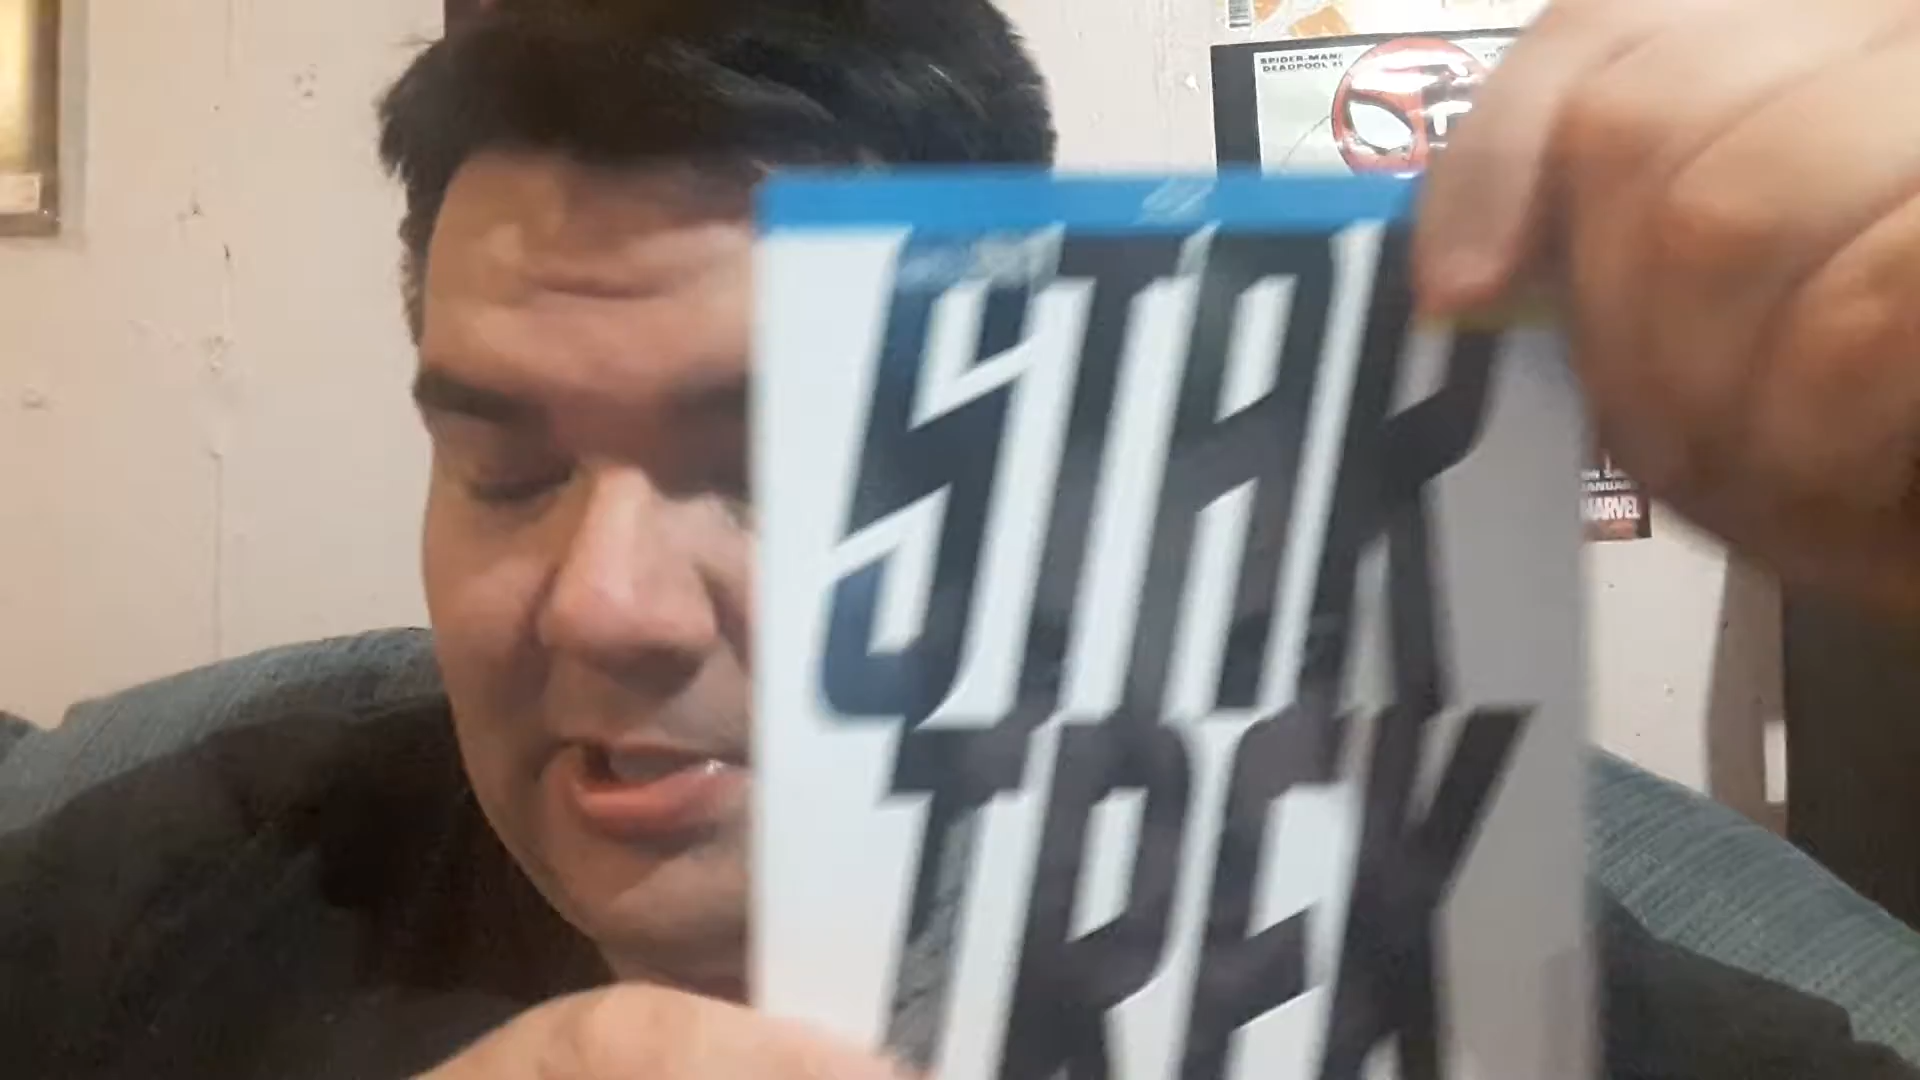 SPIDER-MAN/
DEADPOOL #1
STAR
TREK
MARVEL